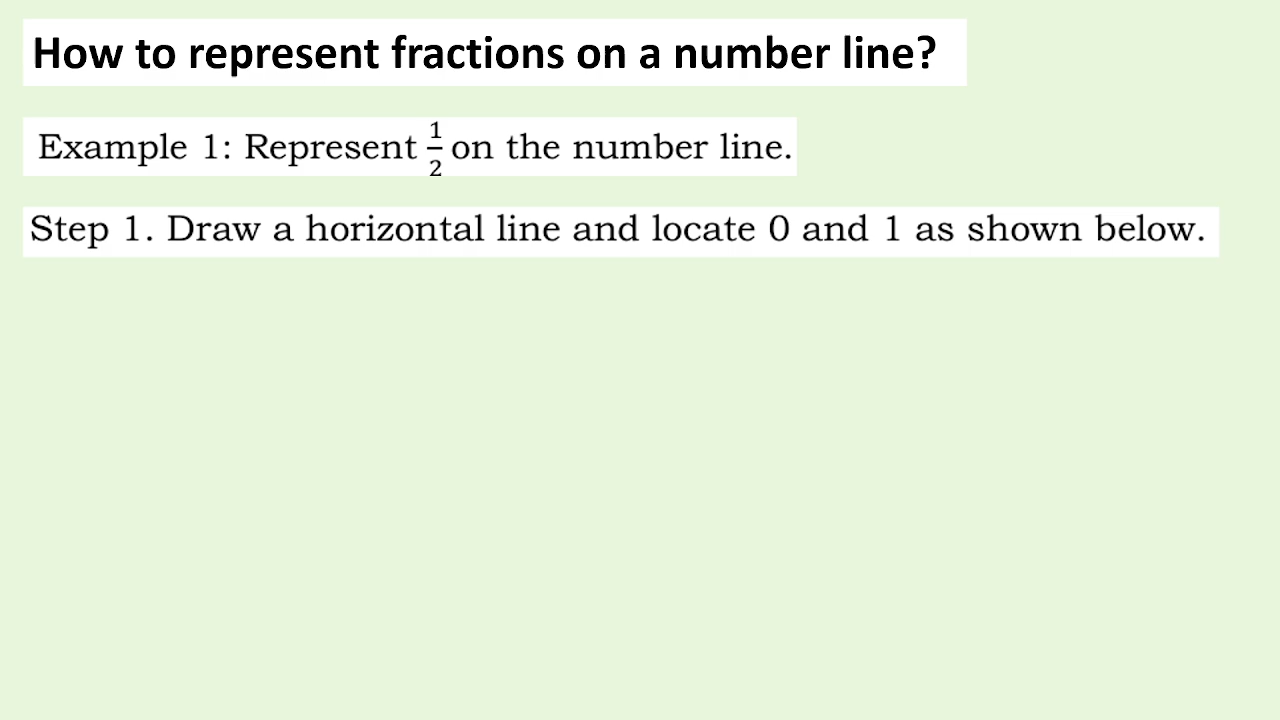 How to represent fractions on a number line?
Example 1: Represent 1/2 on the number line.
Step 1. Draw a horizontal line and locate 0 and 1 as shown below.